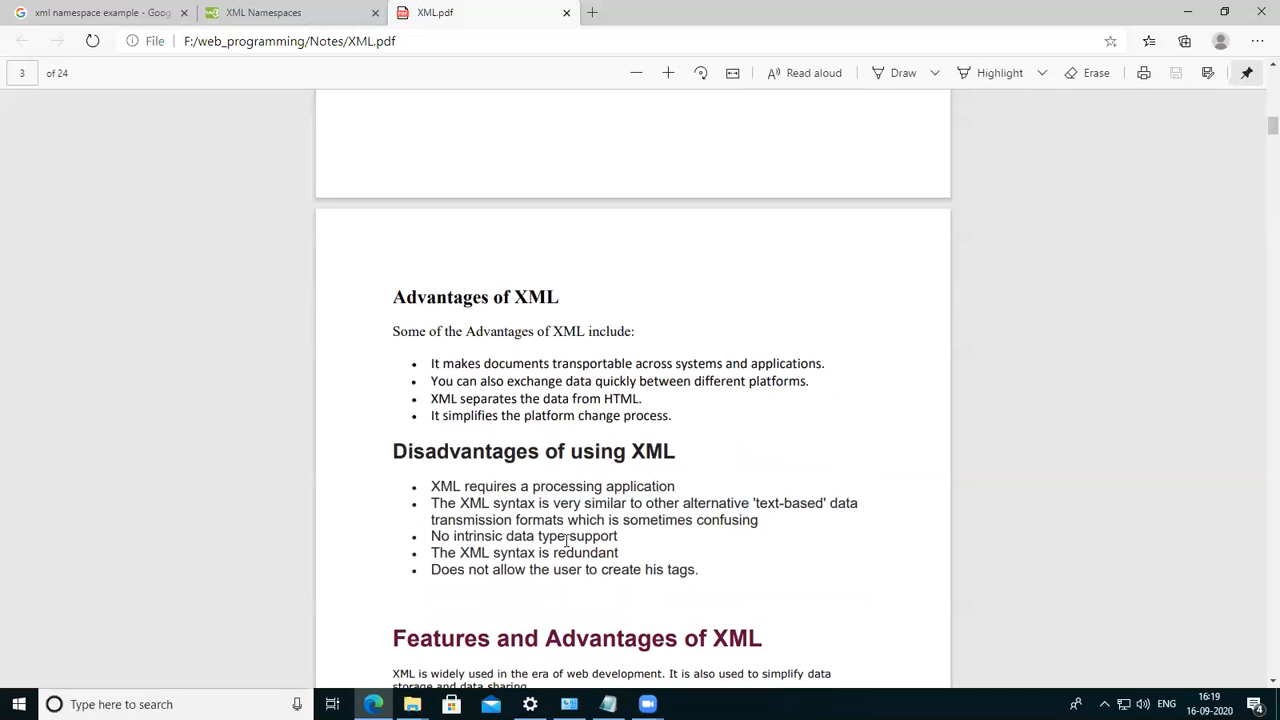 xml namespace example - Goog
XML Namespaces
XML.pdf
File
F:/web_programming/Notes/XML.pdf
3 of 24
Read aloud
Draw
Highlight
Erase
Advantages of XML
Some of the Advantages of XML include:
• It makes documents transportable across systems and applications.
• You can also exchange data quickly between different platforms.
• XML separates the data from HTML.
• It simplifies the platform change process.
Disadvantages of using XML
• XML requires a processing application
• The XML syntax is very similar to other alternative 'text-based' data
transmission formats which is sometimes confusing
• No intrinsic data type support
• The XML syntax is redundant
• Does not allow the user to create his tags.
Features and Advantages of XML
XML is widely used in the era of web development. It is also used to simplify data
storage and data sharing.
Type here to search
16:19
16-09-2020
4